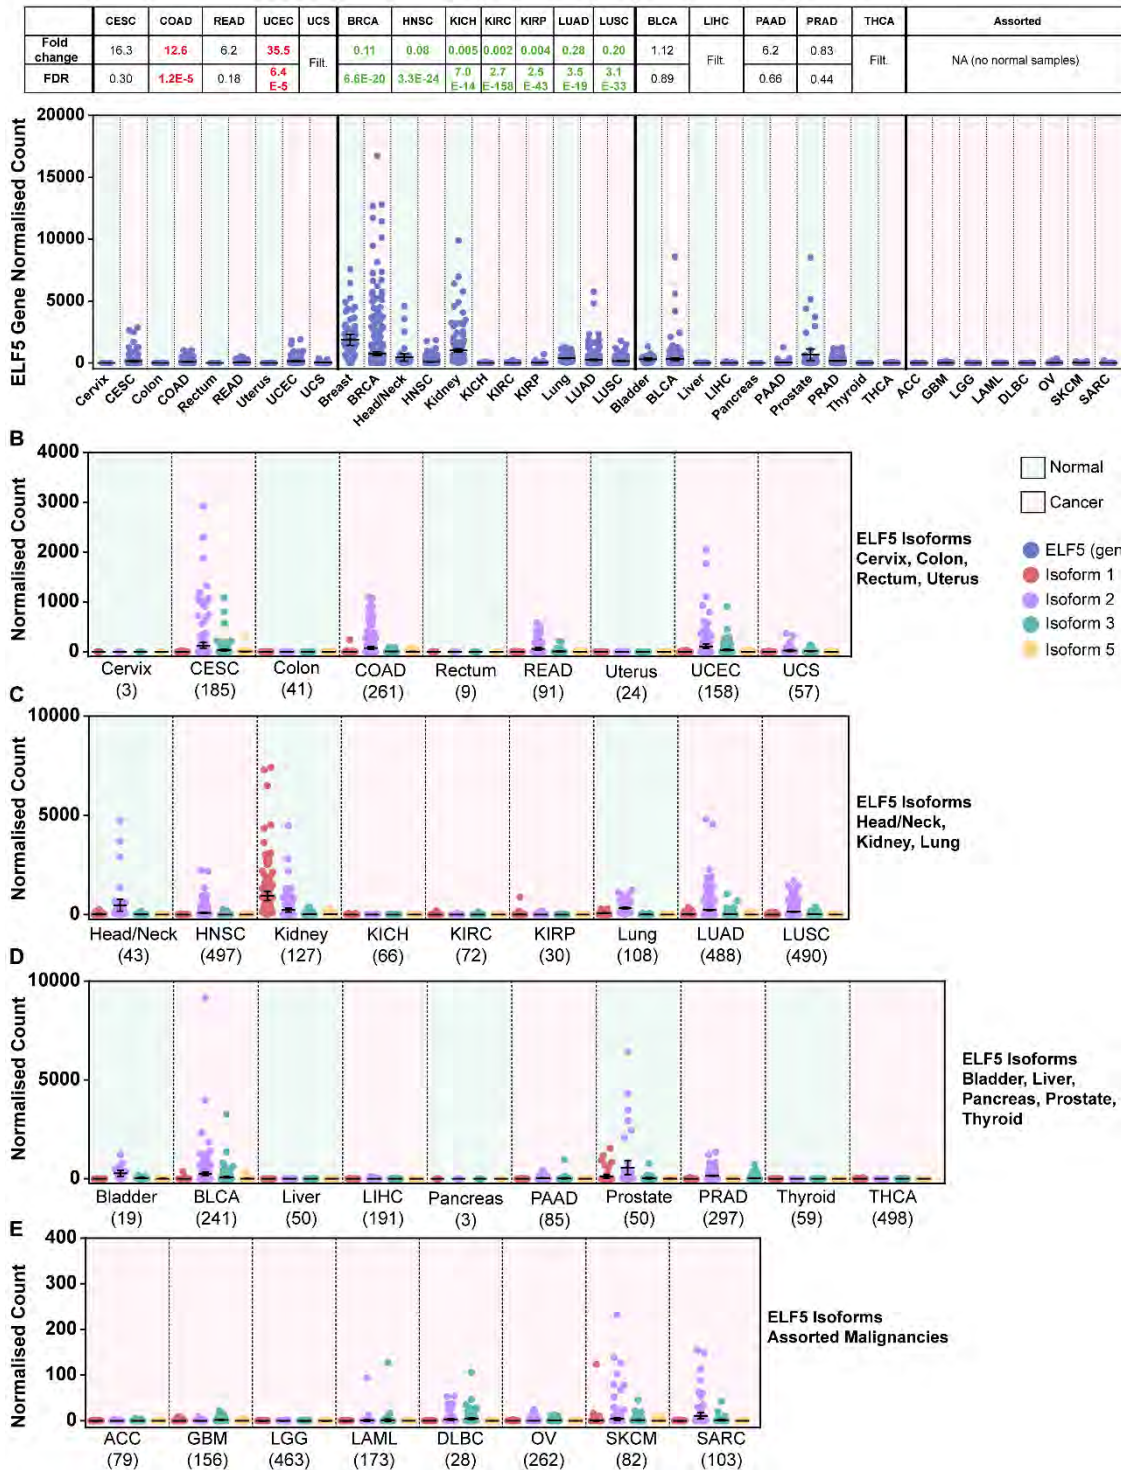 CESC COAD READ UCEC UCS BRCA HNSC KICH KIRC KIRP LUAD LUSC BLCA LIHC PAAD PRAD THCA Assorted
Fold change 16.3 12.6 6.2 35.5 Filt. 0.11 0.08 0.005 0.002 0.004 0.28 0.20 1.12 Filt. 6.2 0.83 Filt. NA (no normal samples)
FDR 0.30 1.2E-5 0.18 6.4 E-5 6.6E-20 3.3E-24 7.0 E-14 2.7 E-158 2.5 E-43 3.5 E-19 3.1 E-33 0.89 0.66 0.44
ELF5 Gene Normalised Count
20000
15000
10000
5000
0
Cervix CESC Colon COAD Rectum READ Uterus UCEC UCS Breast BRCA Head/Neck HNSC Kidney KICH KIRC KIRP Lung LUAD LUSC Bladder BLCA Liver LIHC Pancreas PAAD Prostate PRAD Thyroid THCA ACC GBM LGG LAML DLBC OV SKCM SARC
B
Normalised Count
4000
3000
2000
1000
0
Cervix CESC Colon COAD Rectum READ Uterus UCEC UCS
(3) (185) (41) (261) (9) (91) (24) (158) (57)
ELF5 Isoforms
Cervix, Colon,
Rectum, Uterus
Normal
Cancer
ELF5 (gen
Isoform 1
Isoform 2
Isoform 3
Isoform 5
C
Normalised Count
10000
5000
0
Head/Neck HNSC Kidney KICH KIRC KIRP Lung LUAD LUSC
(43) (497) (127) (66) (72) (30) (108) (488) (490)
ELF5 Isoforms
Head/Neck,
Kidney, Lung
D
Normalised Count
10000
5000
0
Bladder BLCA Liver LIHC Pancreas PAAD Prostate PRAD Thyroid THCA
(19) (241) (50) (191) (3) (85) (50) (297) (59) (498)
ELF5 Isoforms
Bladder, Liver,
Pancreas, Prostate,
Thyroid
E
Normalised Count
400
300
200
100
0
ACC GBM LGG LAML DLBC OV SKCM SARC
(79) (156) (463) (173) (28) (262) (82) (103)
ELF5 Isoforms
Assorted Malignancies